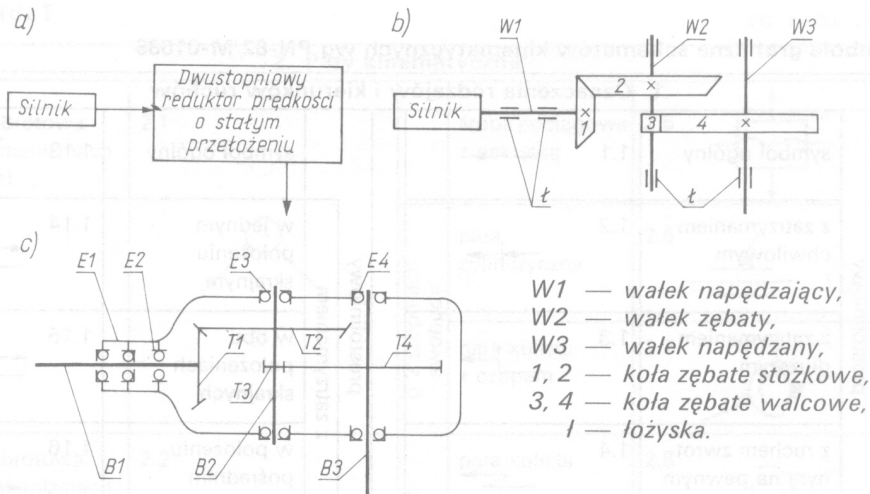 a)
Silnik
Dwustopniowy
reduktor prędkości
o stałym
przełożeniu
b)
W1
W2
W3
Silnik
1
2
3
4
ł
ł
c)
E1
E2
E3
E4
T1
T2
T4
T3
B1
B2
B3
W1 — wałek napędzający,
W2 — wałek zębaty,
W3 — wałek napędzany,
1, 2 — koła zębate stożkowe,
3, 4 — koła zębate walcowe,
ł — łożyska.